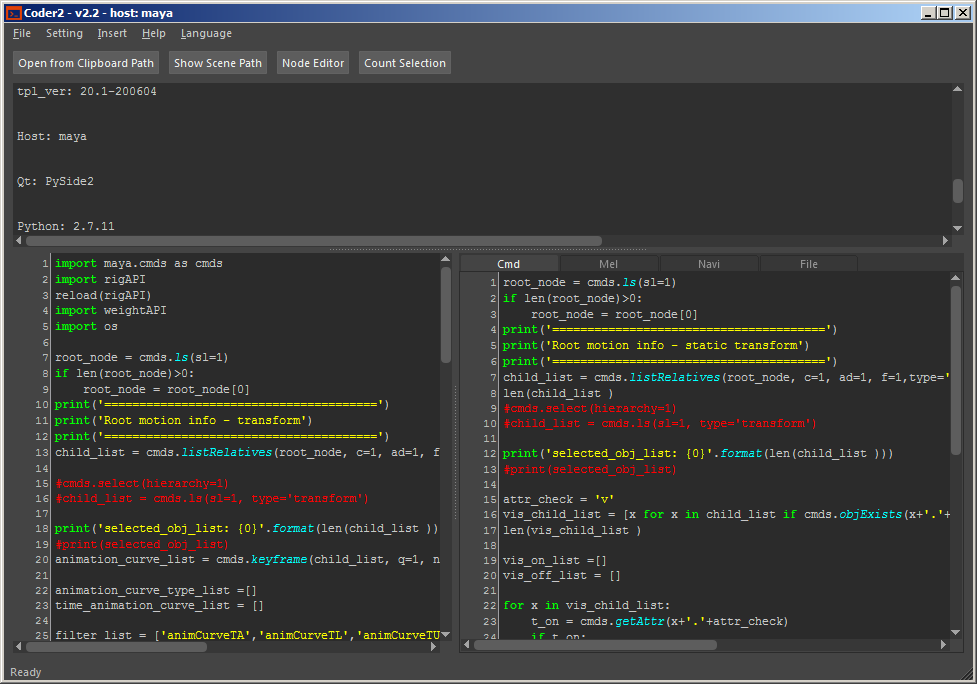 Coder2 - v2.2 - host: maya
File Setting Insert Help Language
Open from Clipboard Path Show Scene Path Node Editor Count Selection
tpl_ver: 20.1-200604
Host: maya
Qt: PySide2
Python: 2.7.11
1 import maya.cmds as cmds
2 import rigAPI
3 reload(rigAPI)
4 import weightAPI
5 import os
6
7 root_node = cmds.ls(sl=1)
8 if len(root_node)>0:
9     root_node = root_node[0]
10 print('=======================================')
11 print('Root motion info - transform')
12 print('=======================================')
13 child_list = cmds.listRelatives(root_node, c=1, ad=1, f
14
15 #cmds.select(hierarchy=1)
16 #child_list = cmds.ls(sl=1, type='transform')
17
18 print('selected_obj_list: {0}'.format(len(child_list ))
19 #print(selected_obj_list)
20 animation_curve_list = cmds.keyframe(child_list, q=1, n
21
22 animation_curve_type_list =[]
23 time_animation_curve_list = []
24
25 filter_list = ['animCurveTA','animCurveTL','animCurveTU
Cmd Mel Navi File
1 root_node = cmds.ls(sl=1)
2 if len(root_node)>0:
3     root_node = root_node[0]
4 print('=======================================')
5 print('Root motion info - static transform')
6 print('=======================================')
7 child_list = cmds.listRelatives(root_node, c=1, ad=1, f=1,type='
8 len(child_list )
9 #cmds.select(hierarchy=1)
10 #child_list = cmds.ls(sl=1, type='transform')
11
12 print('selected_obj_list: {0}'.format(len(child_list )))
13 #print(selected_obj_list)
14
15 attr_check = 'v'
16 vis_child_list = [x for x in child_list if cmds.objExists(x+'.'+
17 len(vis_child_list )
18
19 vis_on_list =[]
20 vis_off_list = []
21
22 for x in vis_child_list:
23     t_on = cmds.getAttr(x+'.'+attr_check)
24     if t_on:
Ready